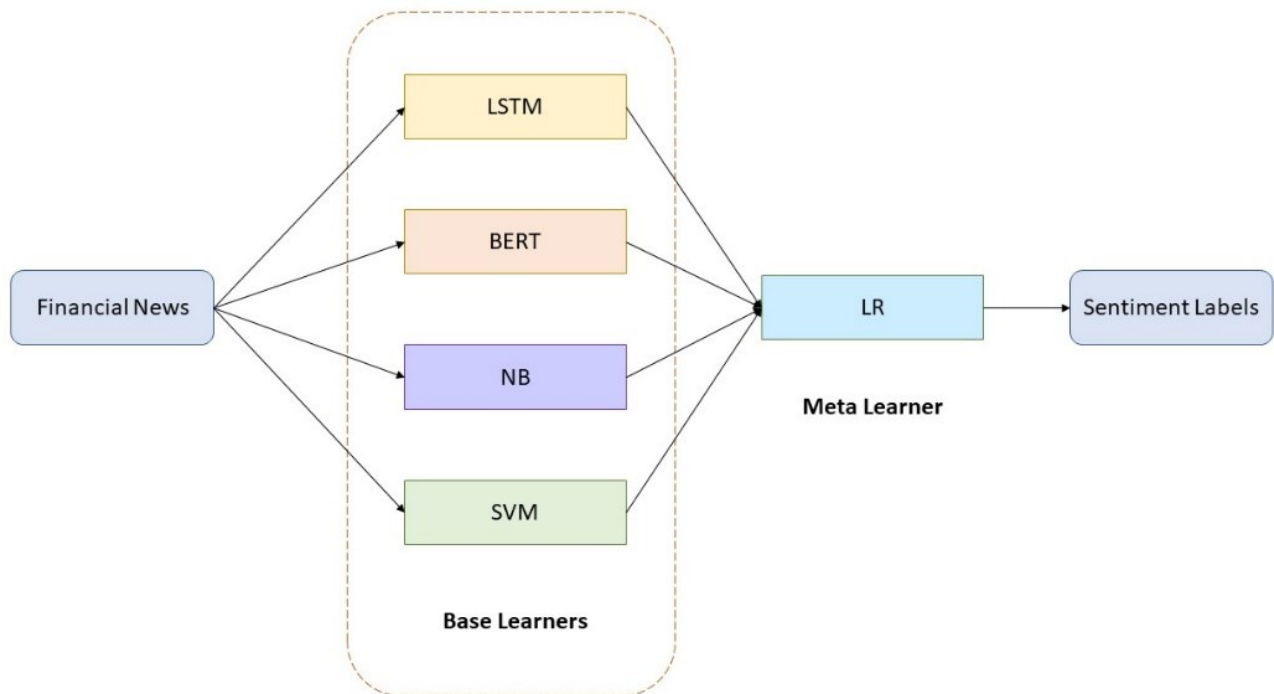 Financial News
LSTM
BERT
NB
SVM
Base Learners
LR
Meta Learner
Sentiment Labels